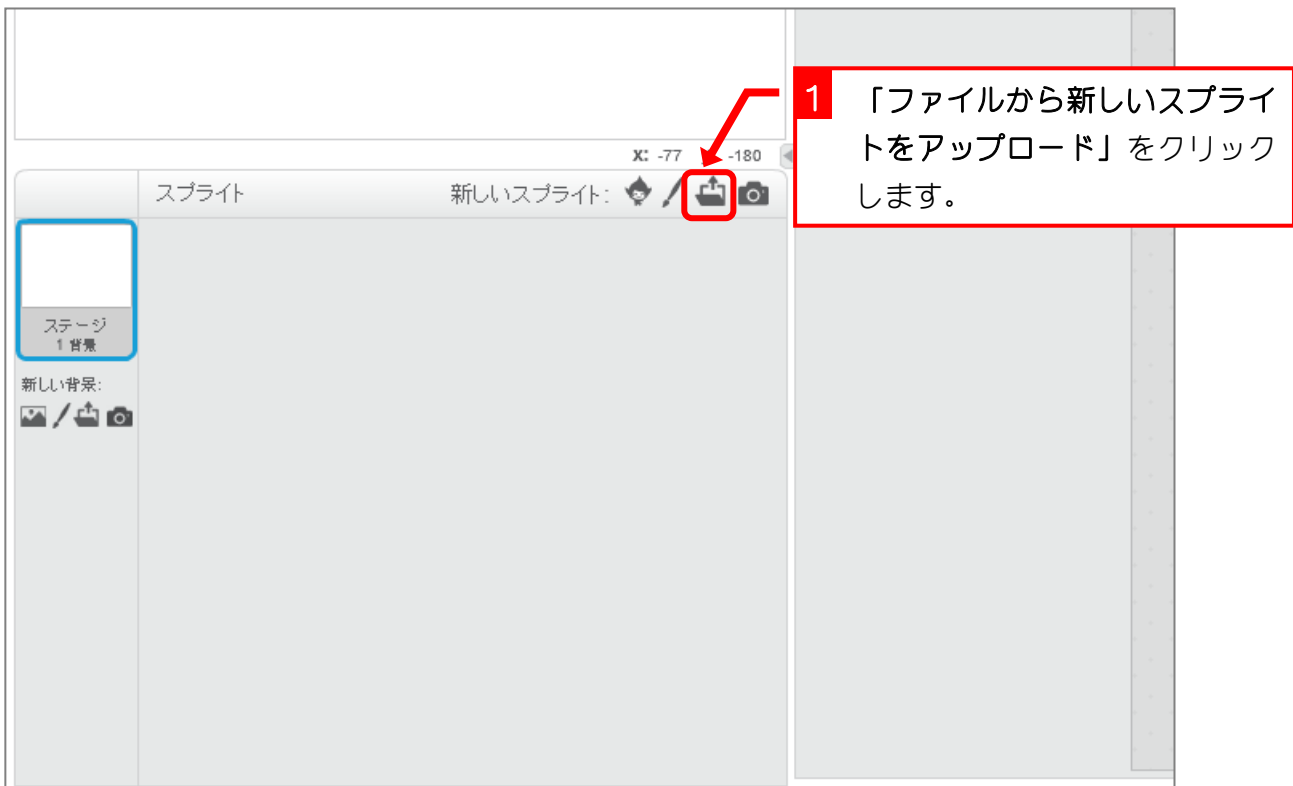 1 「ファイルから新しいスプライ
トをアップロード」をクリック
します。
X: -77 -180
スプライト 新しいスプライト:
ステージ
1 背景
新しい背景: